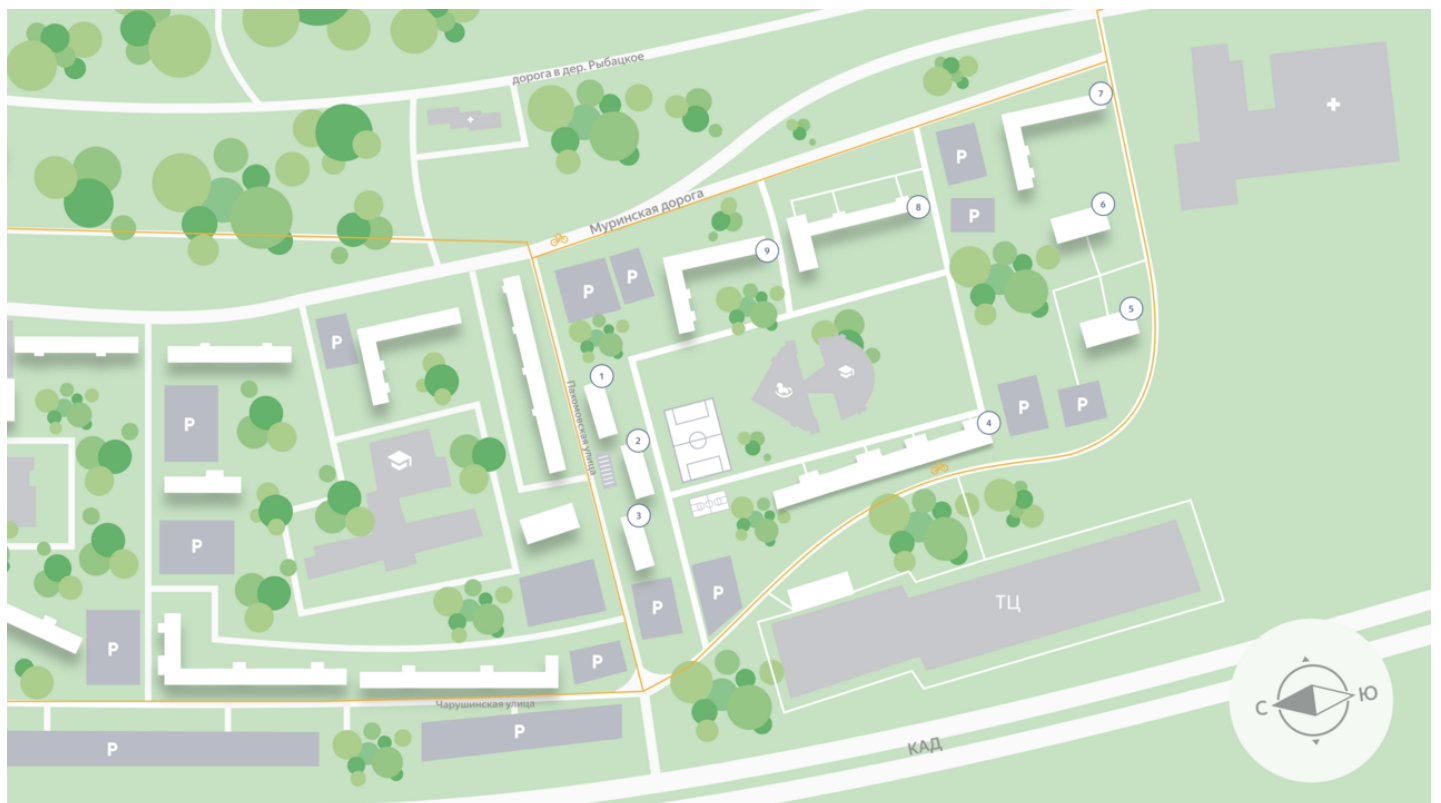 дорога в дер. Рыбацкое
7
P
6
P
Муринская дорога
8
9
P
P
5
P
1
Пахомовская улица
P
P
4
P
2
3
P
P
P
ТЦ
P
P
P
Ю
С
Чарушинская улица
P
P
КАД